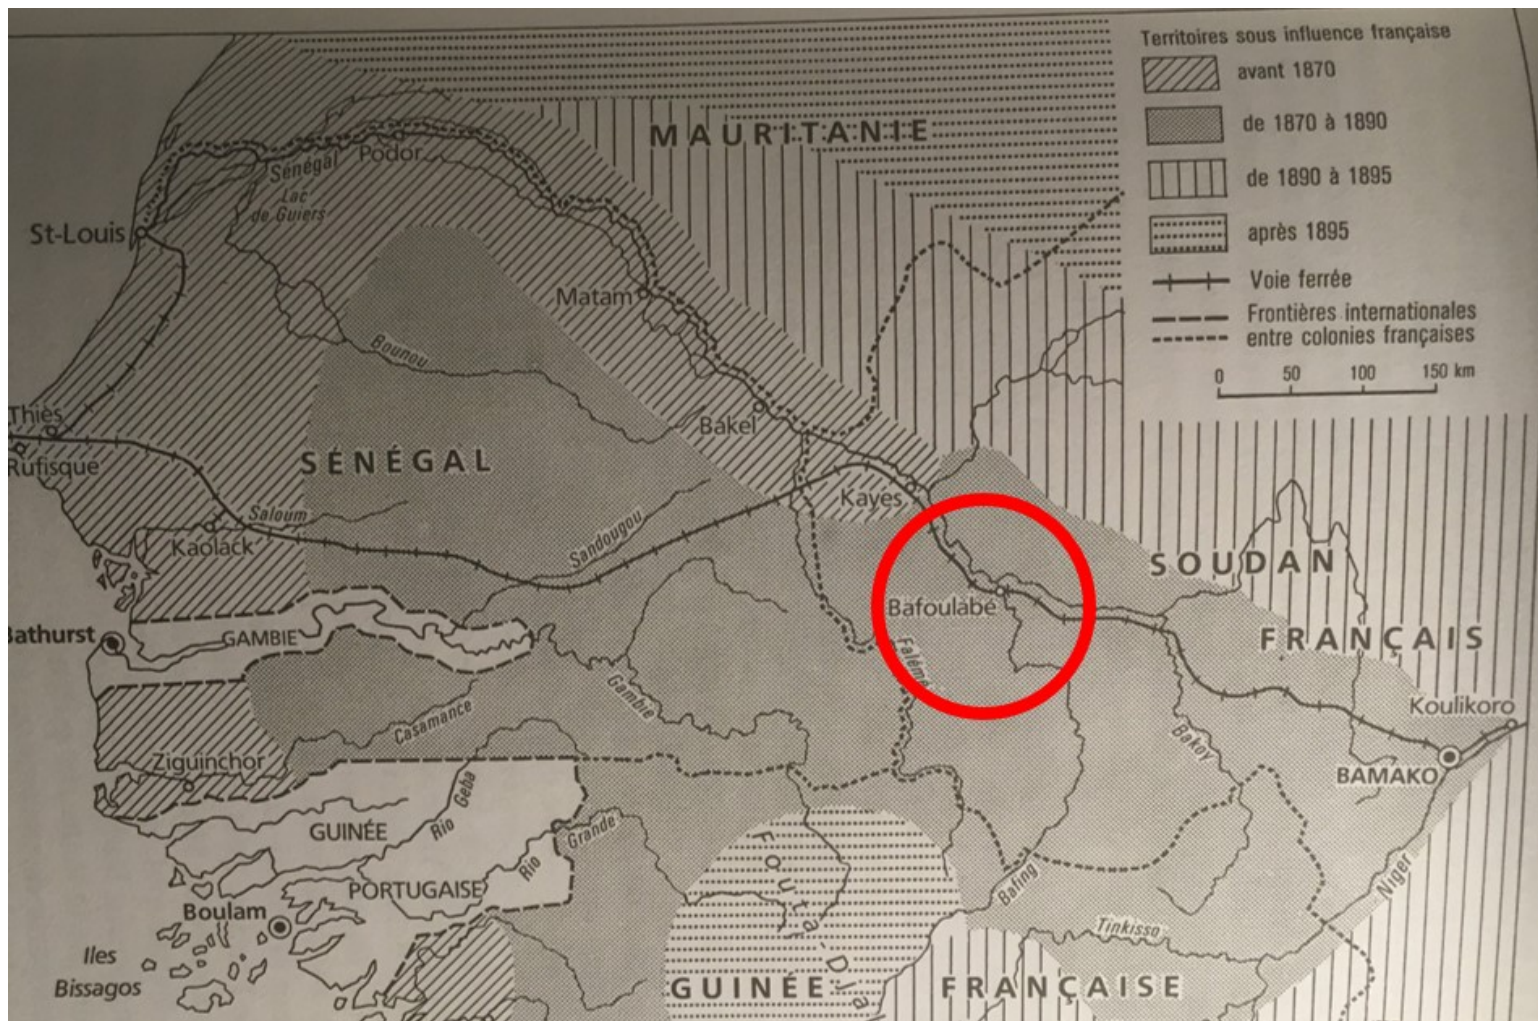 Territoires sous influence française
avant 1870
de 1870 à 1890
de 1890 à 1895
après 1895
Voie ferrée
Frontières internationales
entre colonies françaises
0 50 100 150 km
MAURITANIE
Podor
Sénégal
Lac
de Guiers
St-Louis
Matam
Bounou
Bakel
Thiès
Rufisque
SÉNÉGAL
Kayes
Saloum
Kaolack
Sandougou
SOUDAN
FRANÇAIS
Bafoulabé
Bathurst
GAMBIE
Falémé
Gambie
Casamance
Koulikoro
Bakoy
BAMAKO
Ziguinchor
GUINÉE
PORTUGAISE
Rio Geba
Rio Grande
Fouta-Djal
Bafing
Niger
Tinkisso
Boulam
Iles
Bissagos
GUINÉE FRANÇAISE